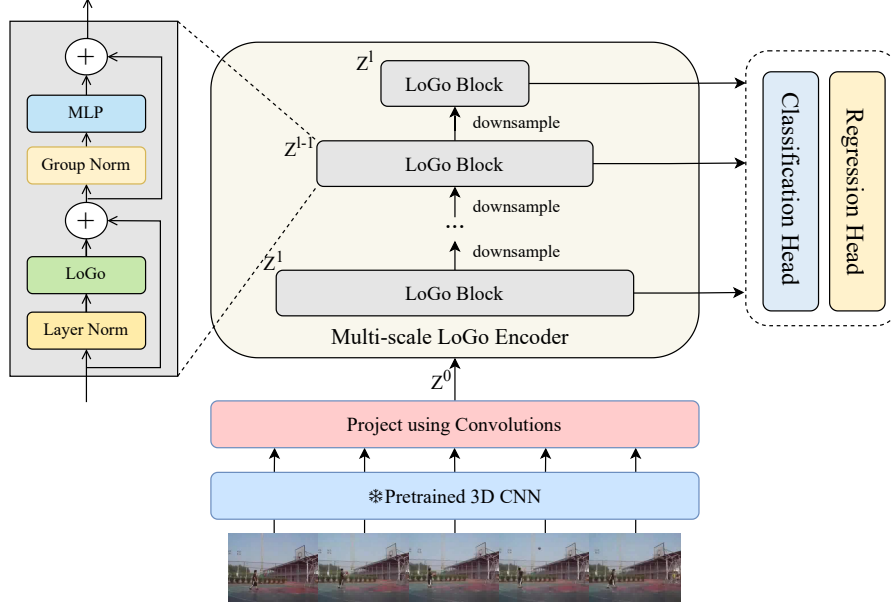 +
MLP
Group Norm
+
LoGo
Layer Norm
Z^l
LoGo Block
downsample
Z^{l-1}
LoGo Block
downsample
...
downsample
Z^1
LoGo Block
Multi-scale LoGo Encoder
Z^0
Project using Convolutions
❄Pretrained 3D CNN
Classification Head
Regression Head